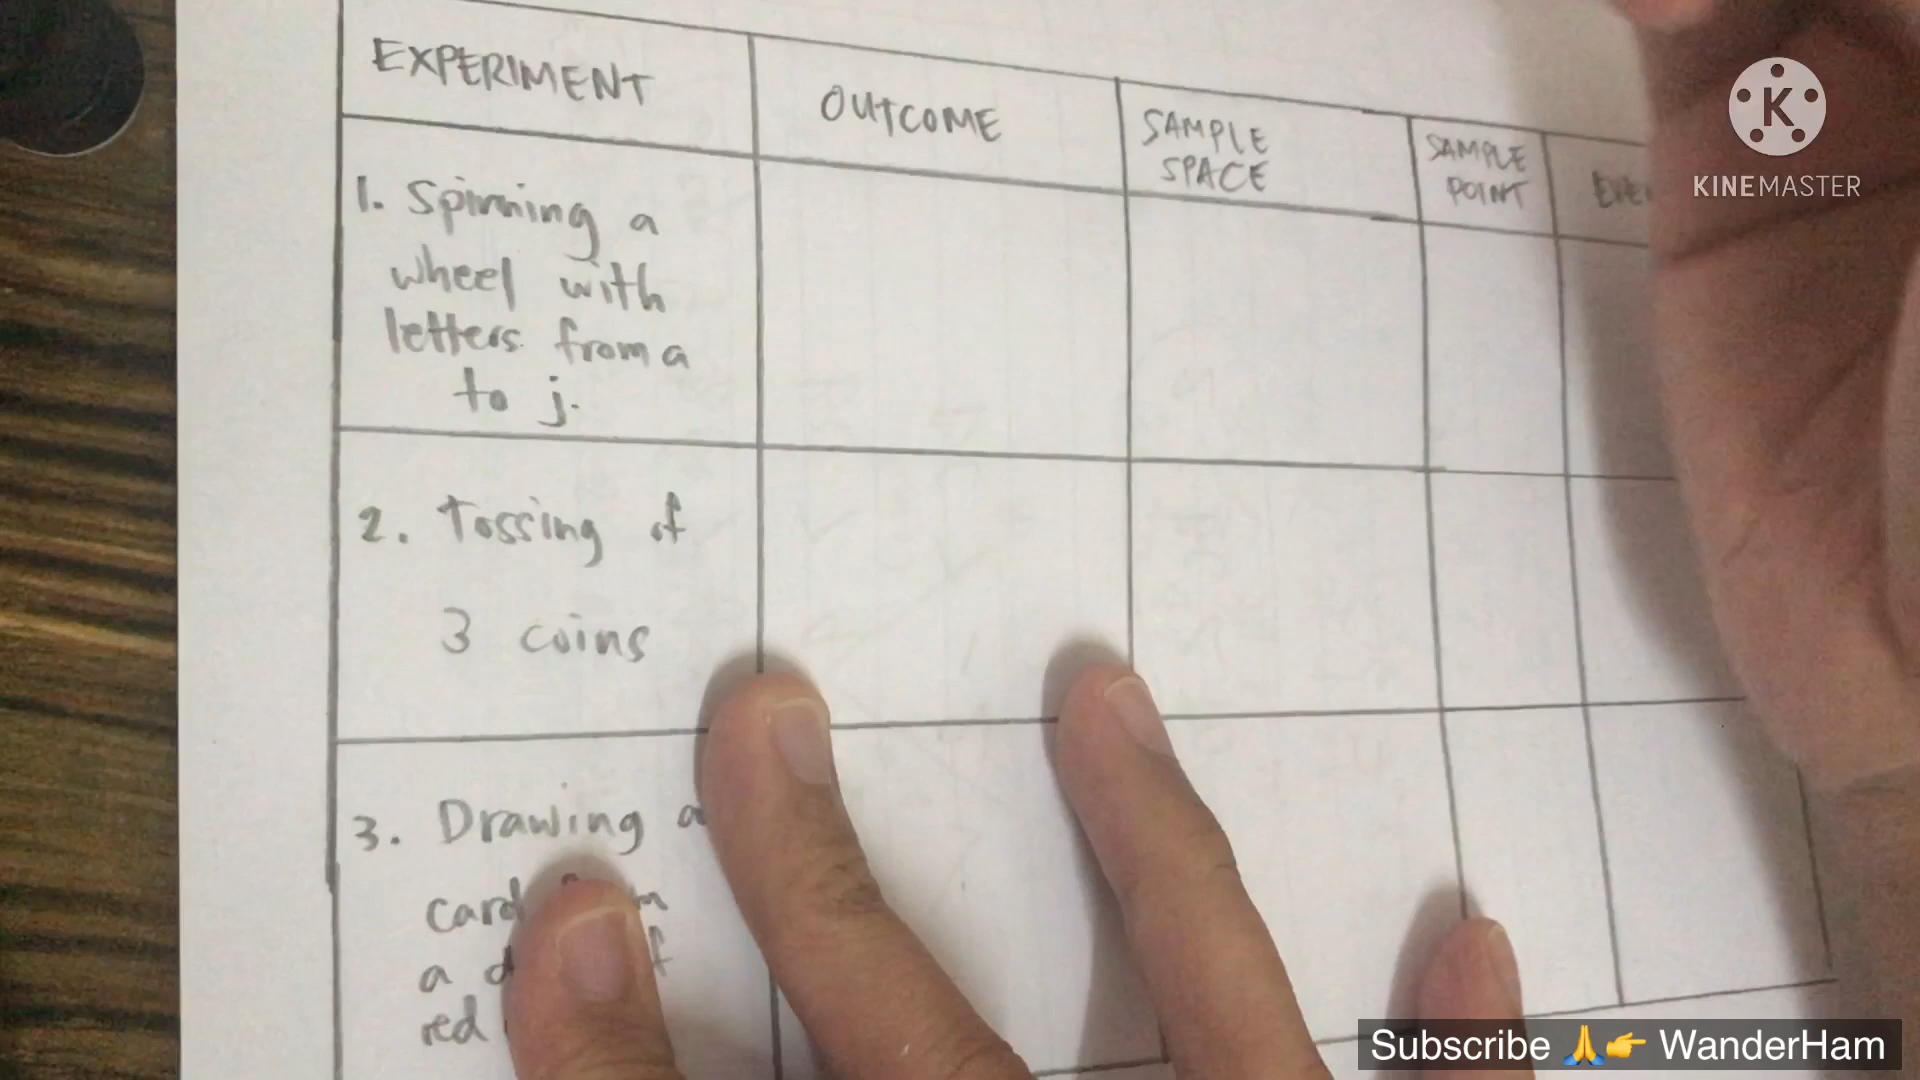 EXPERIMENT
OUTCOME
SAMPLE
SPACE
SAMPLE
POINT
1. Spinning a
wheel with
letters from a
to j.
2. Tossing of
3 coins
3. Drawing a
card
a
red
KINEMASTER
Subscribe 🙏👉 WanderHam